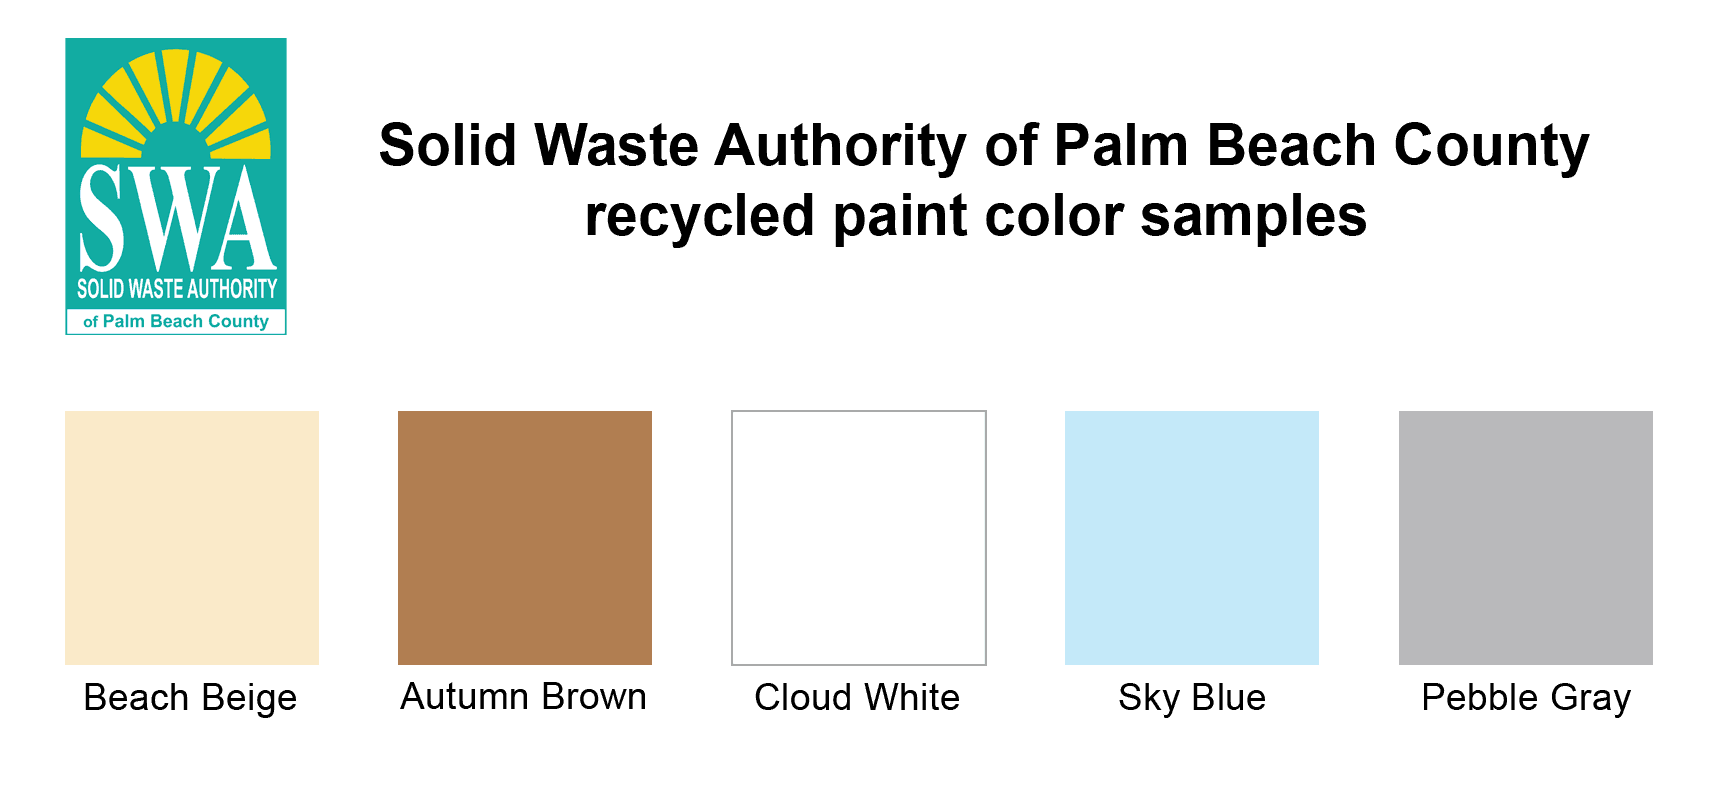 SWA
SOLID WASTE AUTHORITY
of Palm Beach County
Solid Waste Authority of Palm Beach County
recycled paint color samples
Beach Beige
Autumn Brown
Cloud White
Sky Blue
Pebble Gray